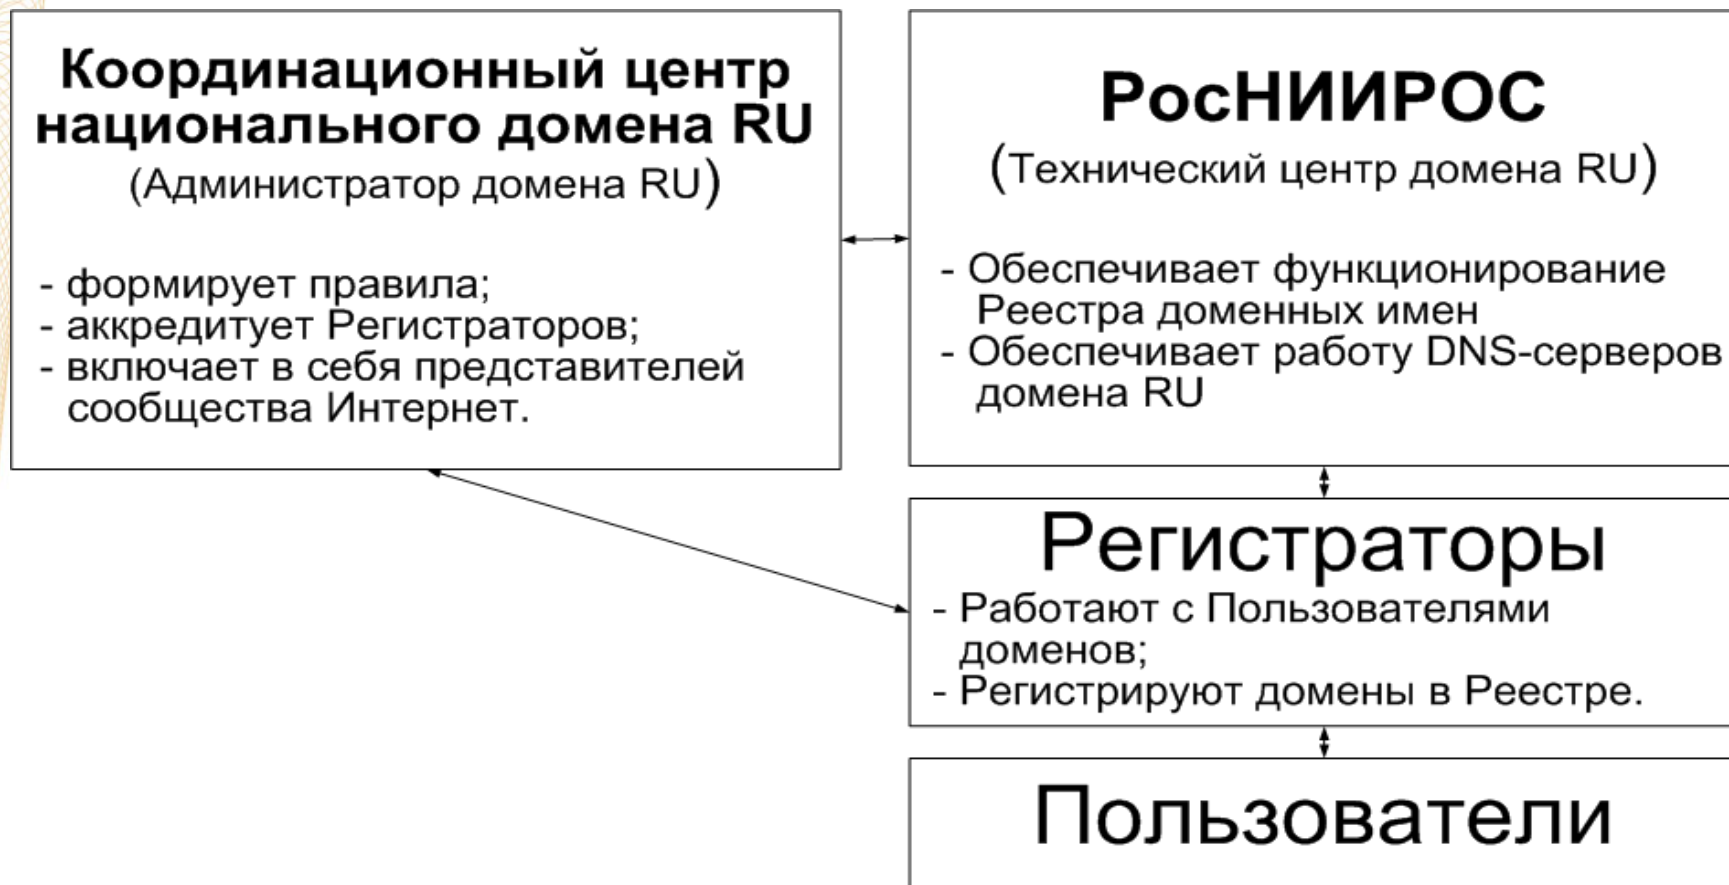 Координационный центр
национального домена RU
(Администратор домена RU)
- формирует правила;
- аккредитует Регистраторов;
- включает в себя представителей
сообщества Интернет.
РосНИИРОС
(Технический центр домена RU)
- Обеспечивает функционирование
Реестра доменных имен
- Обеспечивает работу DNS-серверов
домена RU
Регистраторы
- Работают с Пользователями
доменов;
- Регистрируют домены в Реестре.
Пользователи